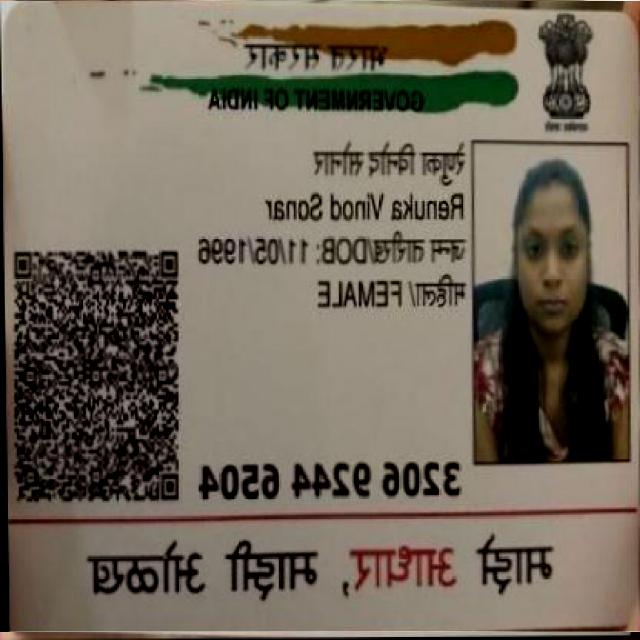 भारत सरकार
GOVERNMENT OF INDIA
रेणुका विनोद सोनार
Renuka Vinod Sonar
जन्म तारीख/DOB: 11/05/1996
महिला/ FEMALE
3206 9244 6504
माझे आधार, माझी ओळख